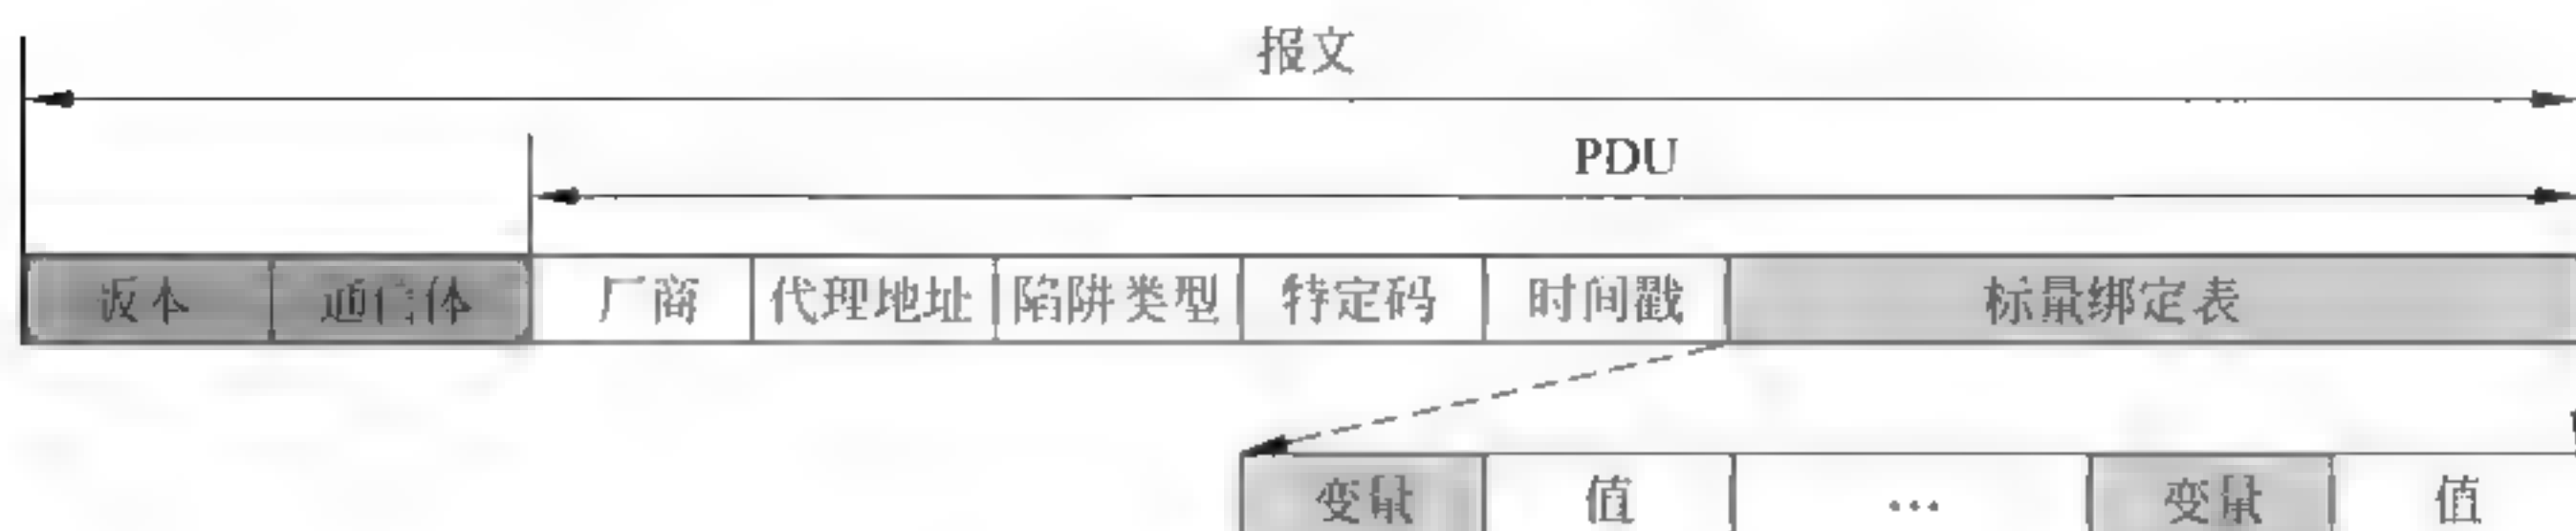 报文
PDU
版本 通信体 厂商 代理地址 陷阱类型 特定码 时间戳 标量绑定表
变量 值 … 变量 值